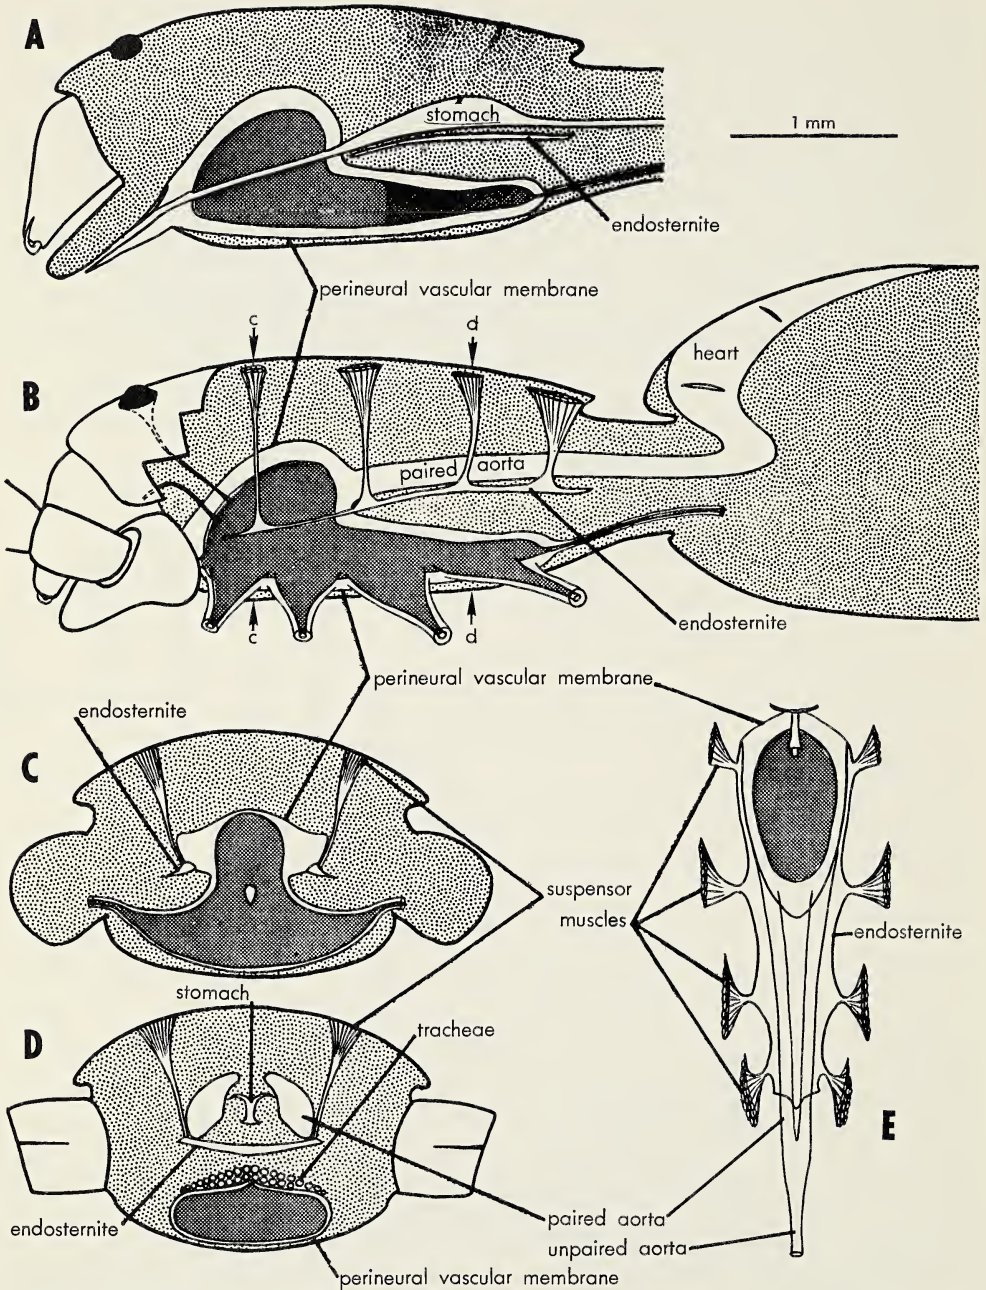 A
stomach
1 mm
endosternite
perineural vascular membrane
c
d
heart
B
paired aorta
c
d
endosternite
perineural vascular membrane
endosternite
C
suspensor
muscles
endosternite
stomach
D
tracheae
E
endosternite
paired aorta
unpaired aorta
perineural vascular membrane